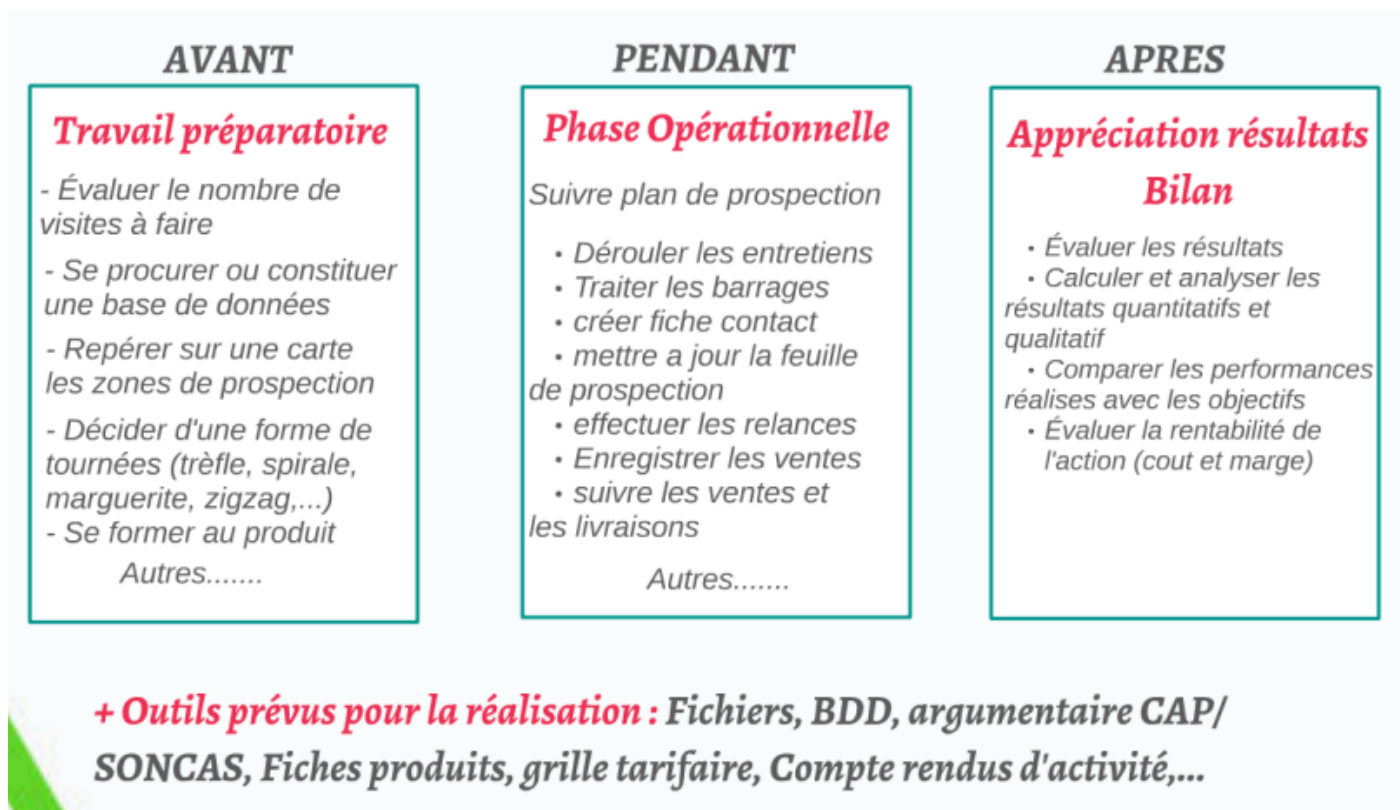 AVANT
Travail préparatoire
- Évaluer le nombre de
visites à faire
- Se procurer ou constituer
une base de données
- Repérer sur une carte
les zones de prospection
- Décider d'une forme de
tournées (trèfle, spirale,
marguerite, zigzag,...)
- Se former au produit
Autres.......
PENDANT
Phase Opérationnelle
Suivre plan de prospection
• Dérouler les entretiens
• Traiter les barrages
• créer fiche contact
• mettre a jour la feuille
de prospection
• effectuer les relances
• Enregistrer les ventes
• suivre les ventes et
les livraisons
Autres.......
APRES
Appréciation résultats
Bilan
• Évaluer les résultats
• Calculer et analyser les
résultats quantitatifs et
qualitatif
• Comparer les performances
réalises avec les objectifs
• Évaluer la rentabilité de
l'action (cout et marge)
+ Outils prévus pour la réalisation : Fichiers, BDD, argumentaire CAP/
SONCAS, Fiches produits, grille tarifaire, Compte rendus d'activité,...